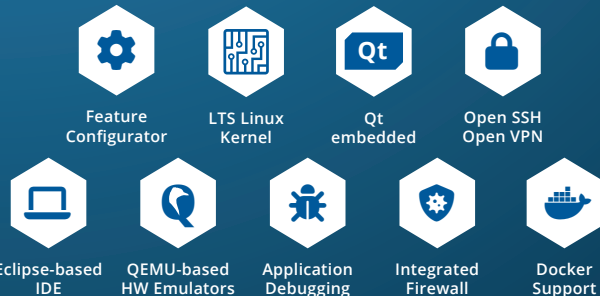 Qt
Feature
Configurator
LTS Linux
Kernel
Qt
embedded
Open SSH
Open VPN
Eclipse-based
IDE
QEMU-based
HW Emulators
Application
Debugging
Integrated
Firewall
Docker
Support